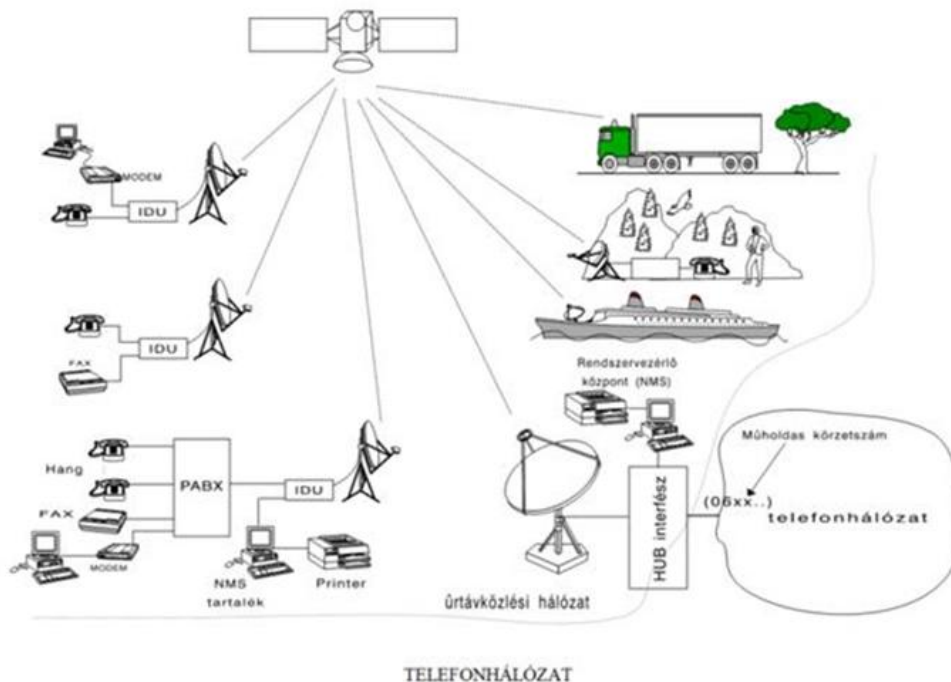 MODEM
IDU
IDU
FAX
Hang
FAX
MODEM
PABX
IDU
NMS
tartalék
Printer
Rendszervezérlő
központ (NMS)
HUB interfész
űrtávközlési hálózat
Műholdas körzetszám
(06xx..)
telefonhálózat
TELEFONHÁLÓZAT